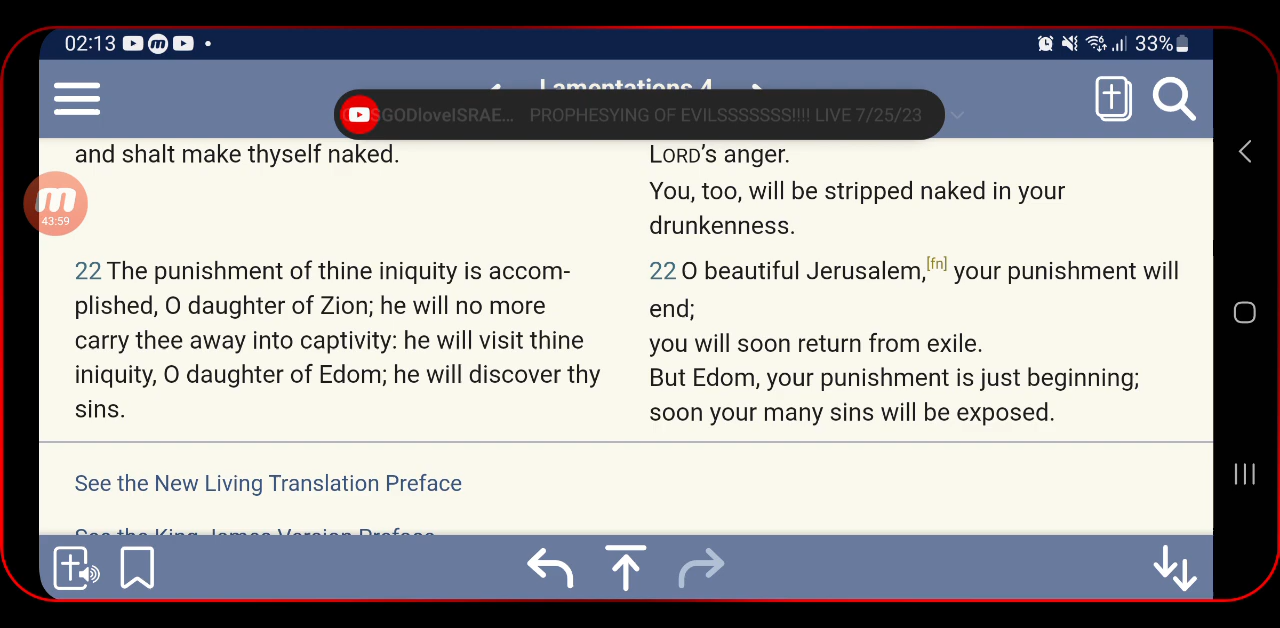 02:13
33%
Lamentations 4
SGODloveISRAE... PROPHESYING OF EVILSSSSSSS!!!! LIVE 7/25/23
and shalt make thyself naked.
43:59
22 The punishment of thine iniquity is accom-
plished, O daughter of Zion; he will no more
carry thee away into captivity: he will visit thine
iniquity, O daughter of Edom; he will discover thy
sins.
LORD's anger.
You, too, will be stripped naked in your
drunkenness.
22 O beautiful Jerusalem,[fn] your punishment will
end;
you will soon return from exile.
But Edom, your punishment is just beginning;
soon your many sins will be exposed.
See the New Living Translation Preface
See the King James Version Preface